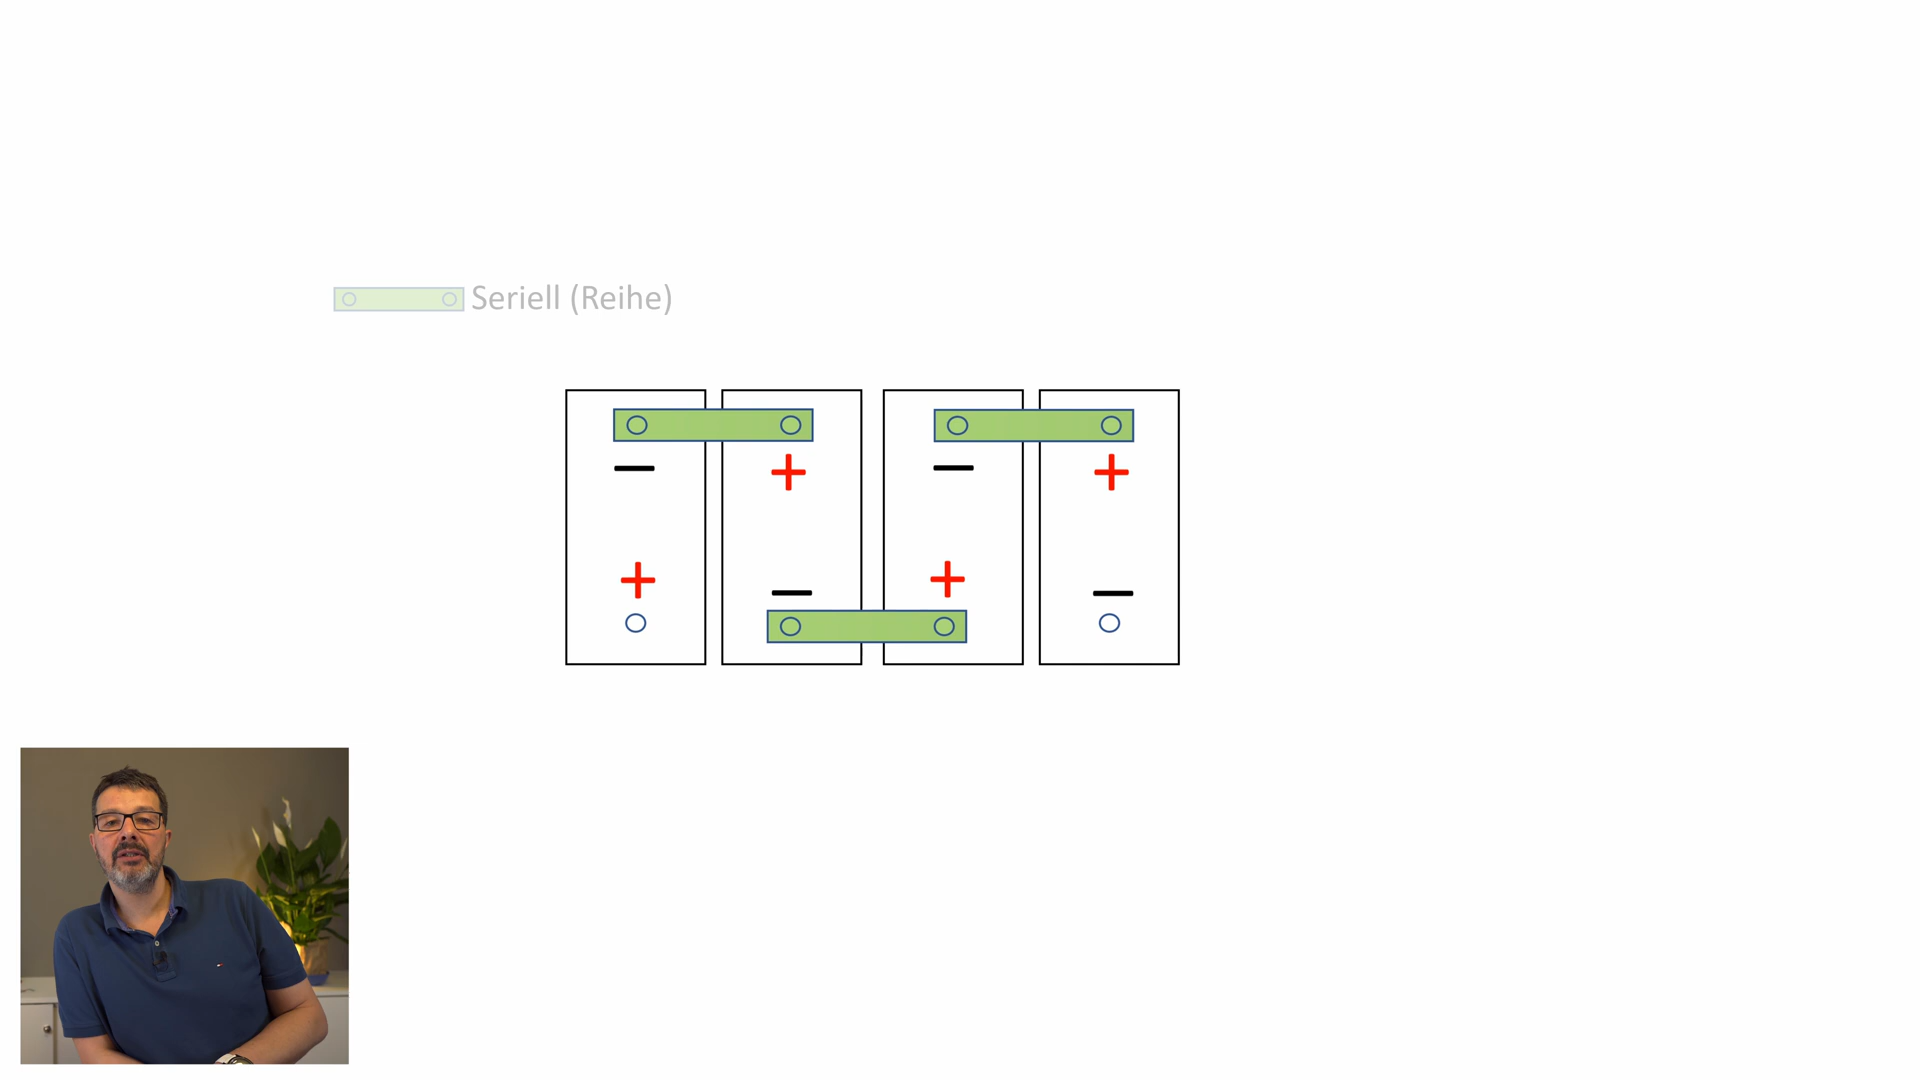 Seriell (Reihe)
− + − +
+ − + −